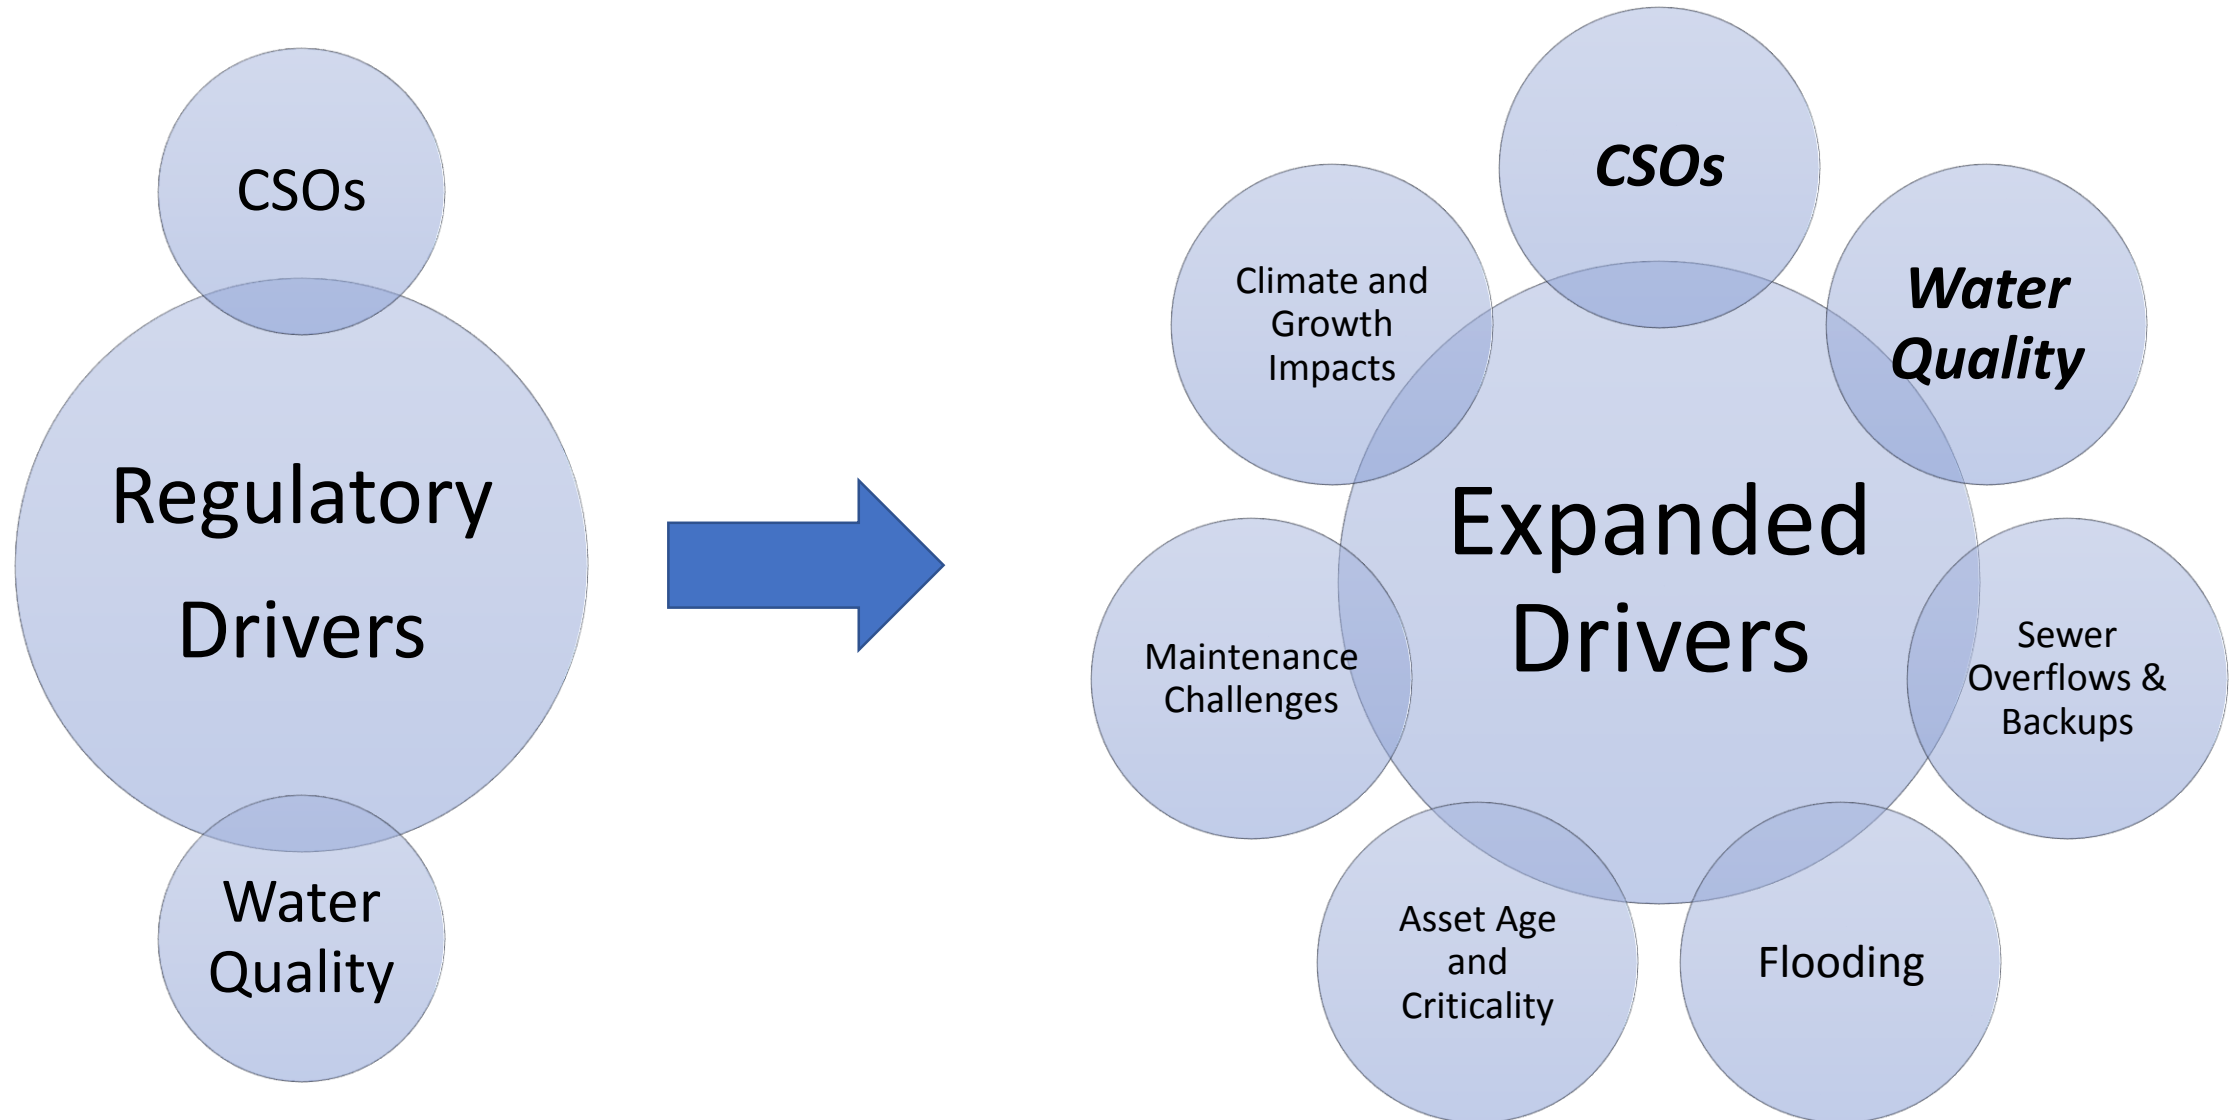 CSOs
Regulatory
Drivers
Water
Quality
CSOs
Water
Quality
Sewer
Overflows &
Backups
Flooding
Asset Age
and
Criticality
Maintenance
Challenges
Climate and
Growth
Impacts
Expanded
Drivers